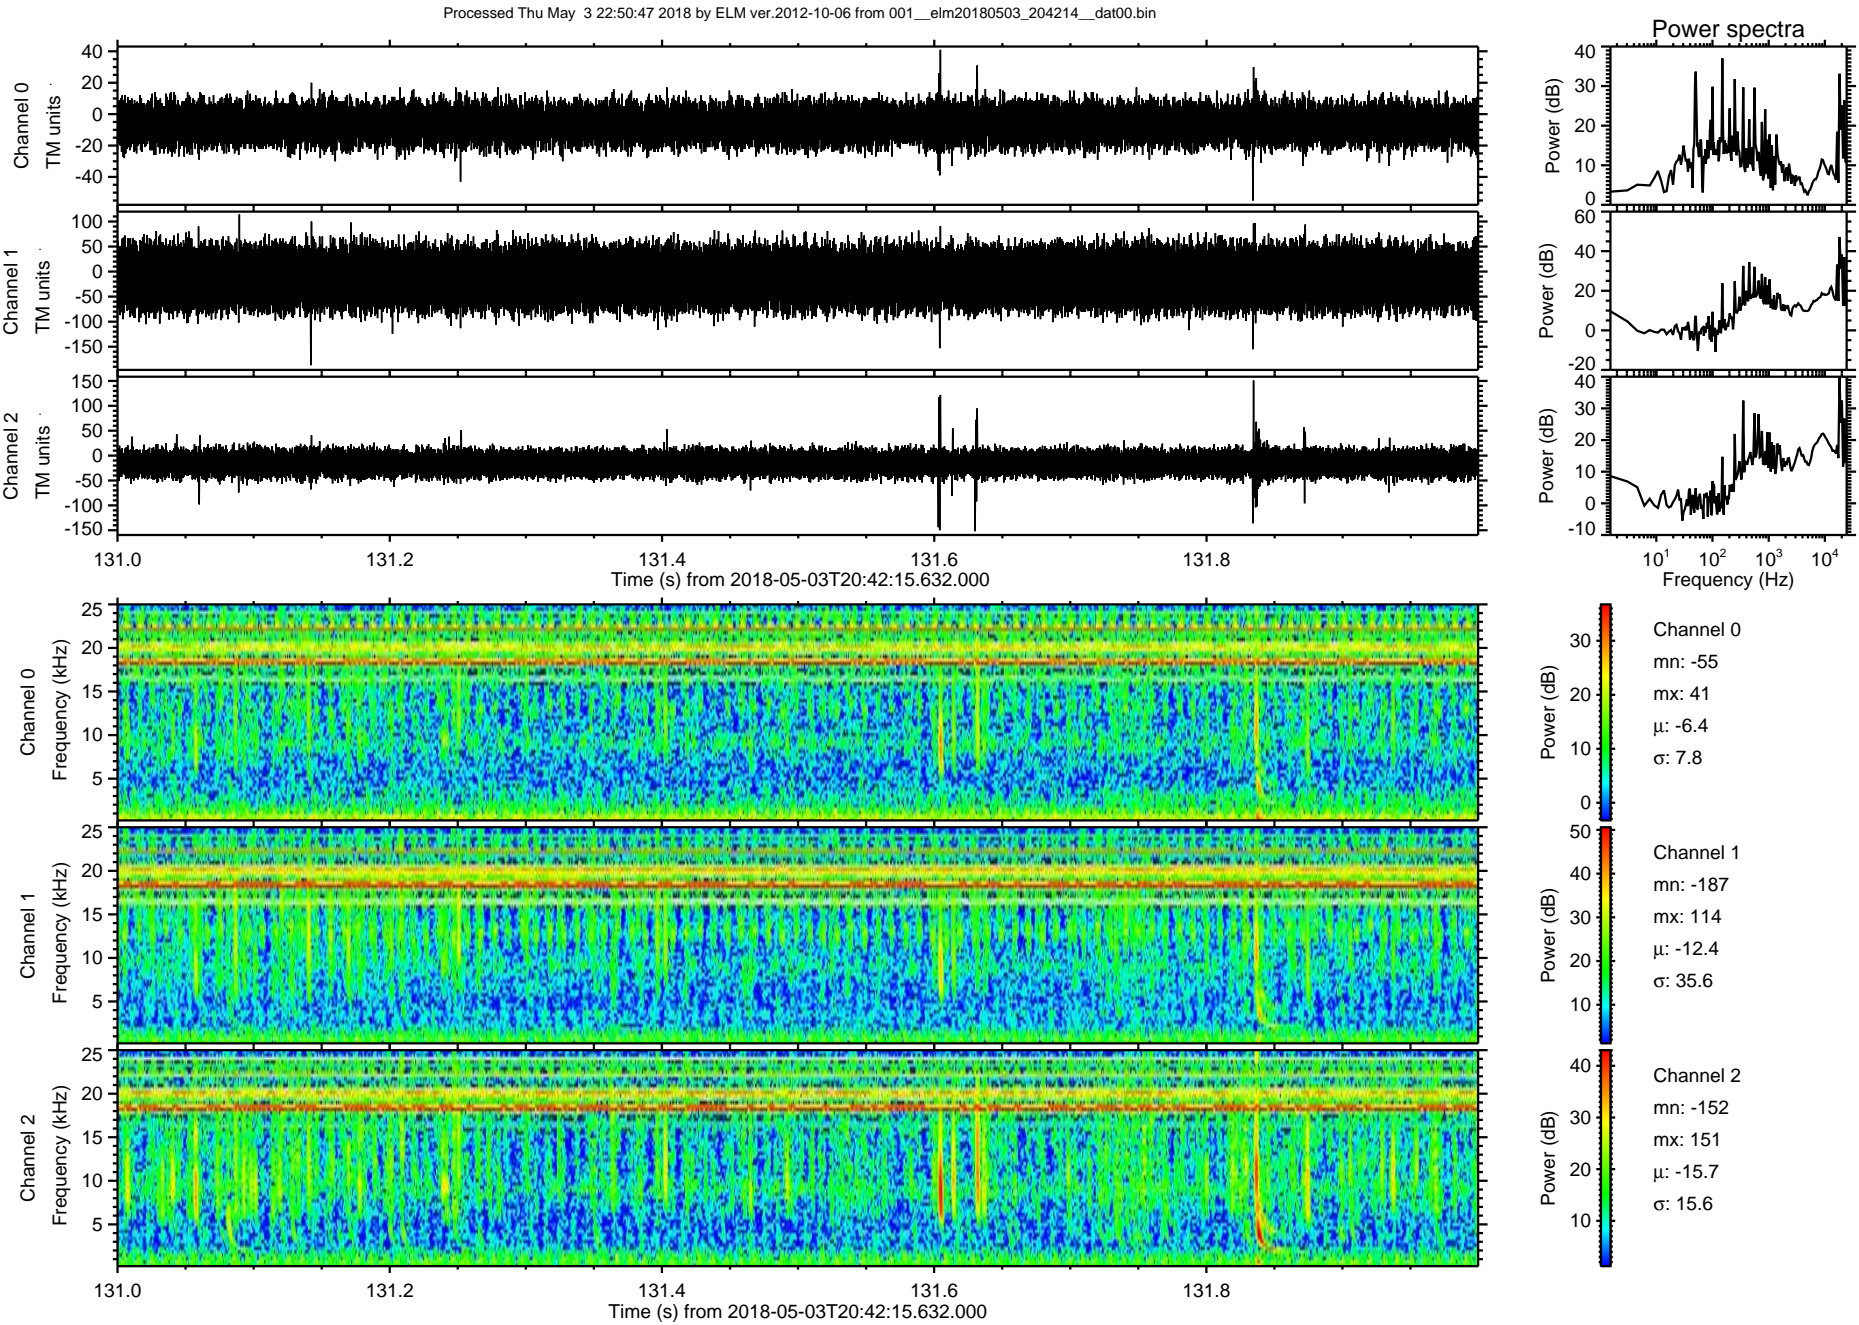 Processed Thu May  3 22:50:47 2018 by ELM ver.2012-10-06 from 001__elm20180503_204214__dat00.bin
Power spectra
Channel 0
TM units
40
20
0
-20
-40
Power (dB)
40
30
20
10
0
Channel 1
TM units
100
50
0
-50
-100
-150
Power (dB)
60
40
20
0
-20
Channel 2
TM units
150
100
50
0
-50
-100
-150
Power (dB)
40
30
20
10
0
-10
131.0
131.2
131.4
131.6
131.8
Time (s) from 2018-05-03T20:42:15.632.000
10^1
10^2
10^3
10^4
Frequency (Hz)
Channel 0
Frequency (kHz)
25
20
15
10
5
Power (dB)
30
20
10
0
Channel 0
mn: -55
mx: 41
μ: -6.4
σ: 7.8
Channel 1
Frequency (kHz)
25
20
15
10
5
Power (dB)
50
40
30
20
10
Channel 1
mn: -187
mx: 114
μ: -12.4
σ: 35.6
Channel 2
Frequency (kHz)
25
20
15
10
5
Power (dB)
40
30
20
10
Channel 2
mn: -152
mx: 151
μ: -15.7
σ: 15.6
131.0
131.2
131.4
131.6
131.8
Time (s) from 2018-05-03T20:42:15.632.000